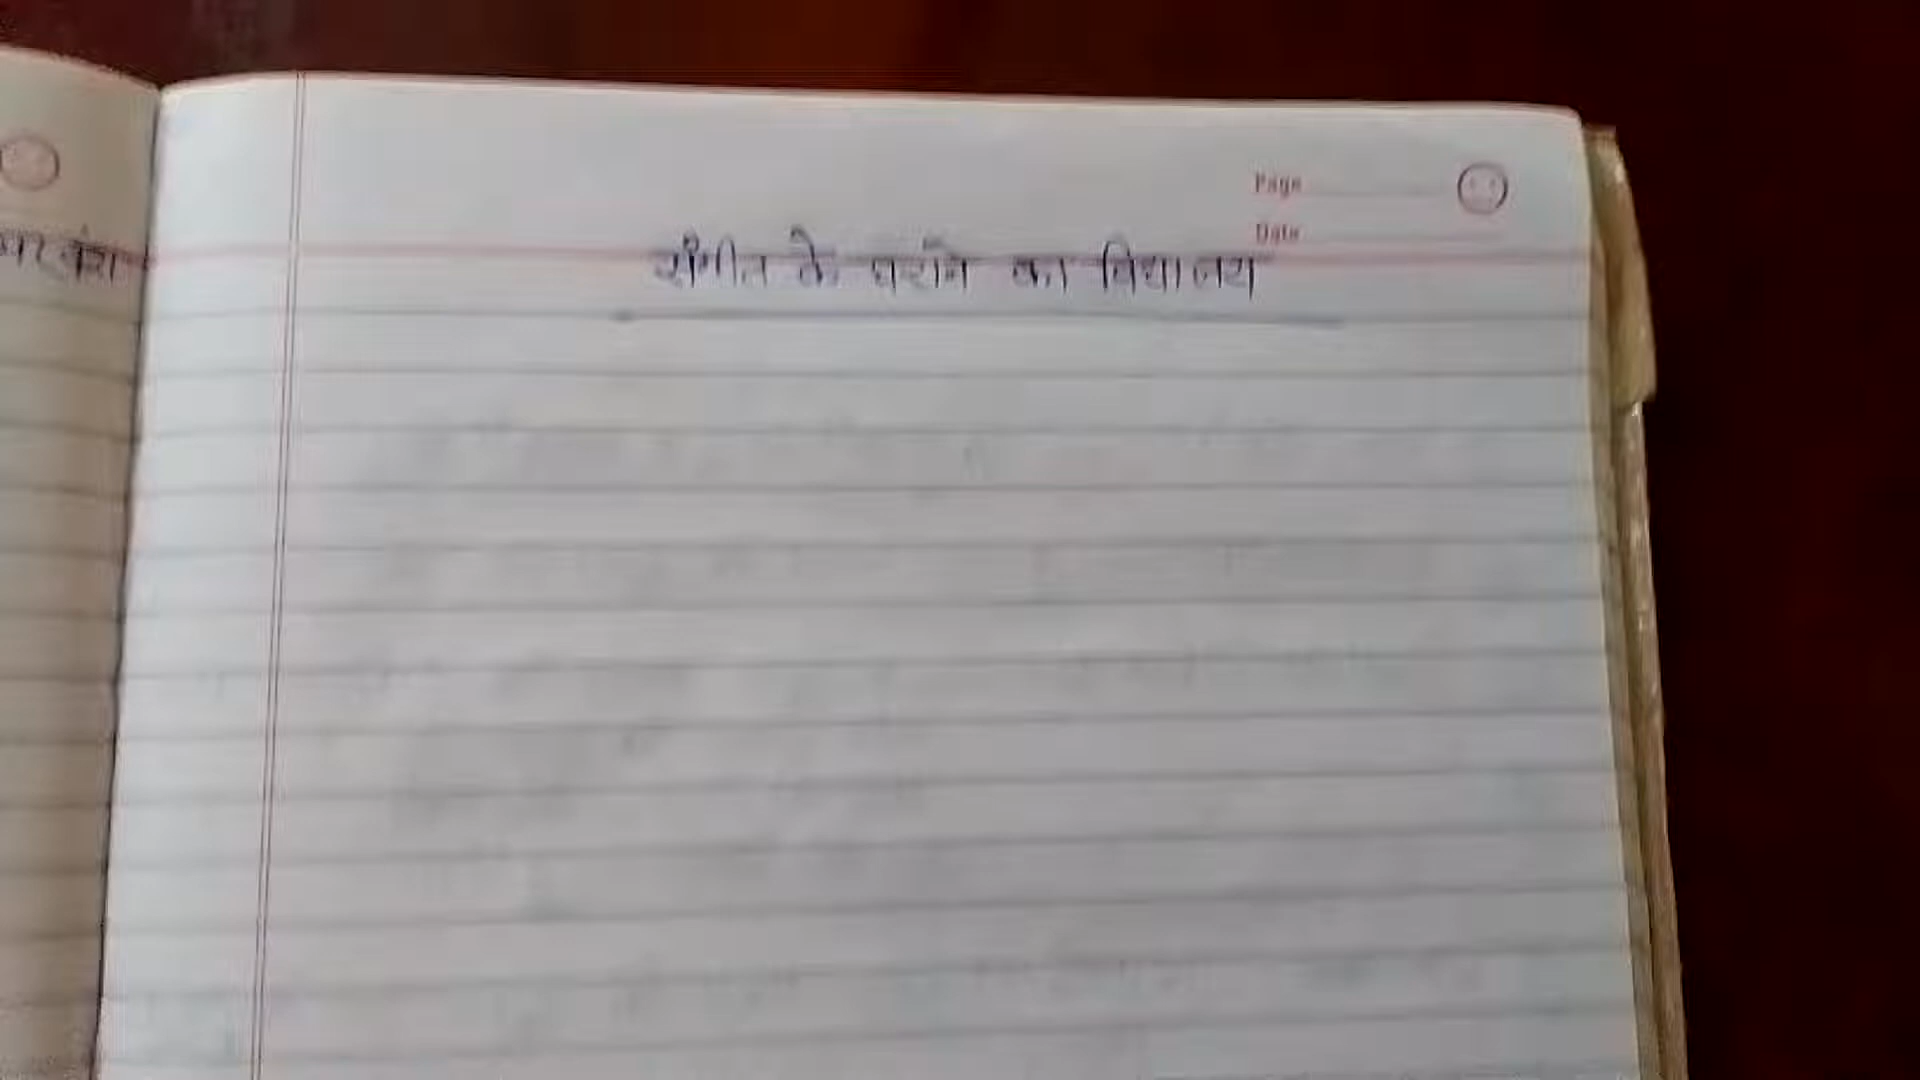 Page
Date
संगीत के घराने का विद्यालय